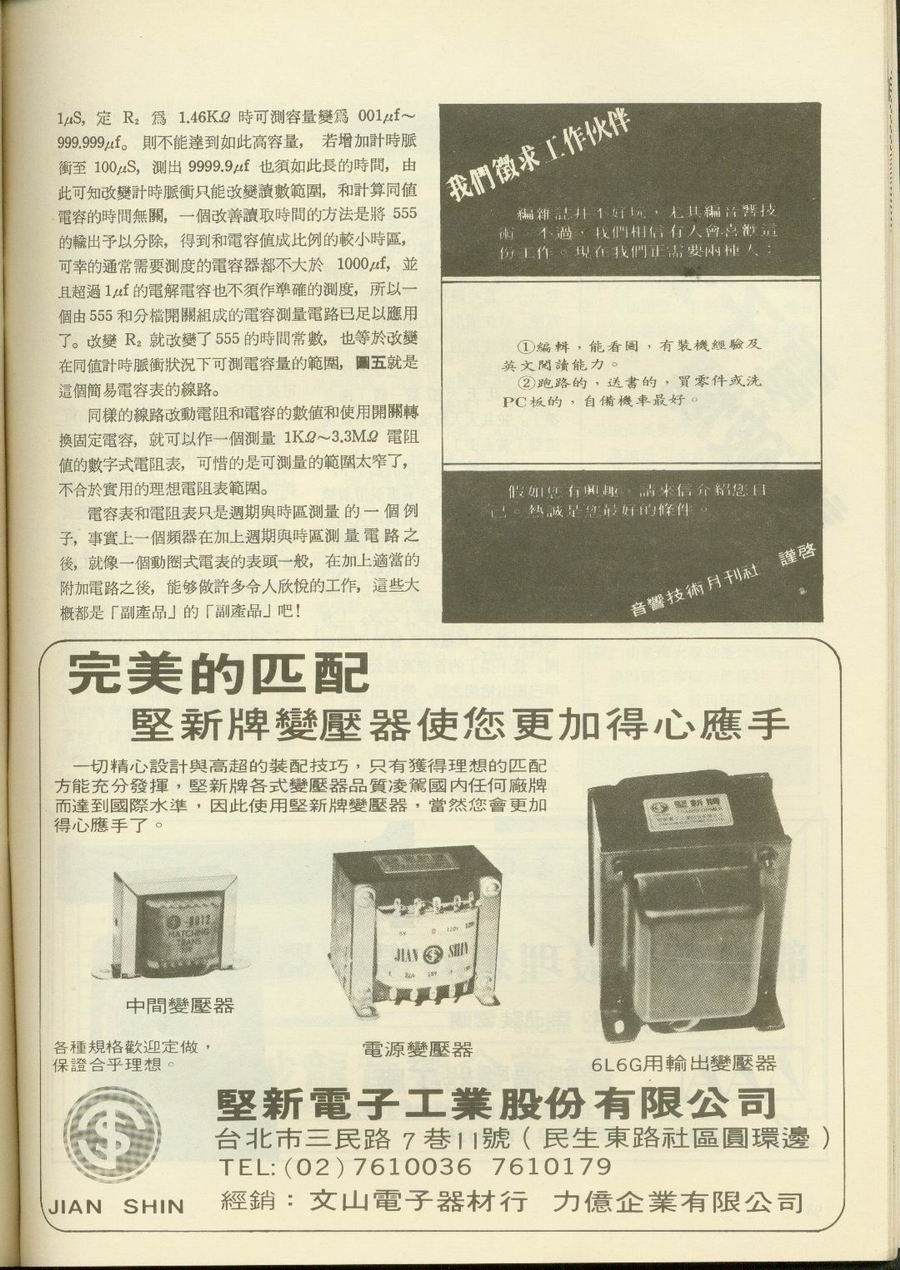 1μS, 定 R₂ 爲 1.46KΩ 時可測容量變爲 001μf～
999.999μf。則不能達到如此高容量，若增加計時脈
衝至 100μS, 測出 9999.9μf 也須如此長的時間，由
此可知改變計時脈衝只能改變讀數範圍，和計算同值
電容的時間無關，一個改善讀取時間的方法是將 555
的輸出予以分除，得到和電容值成比例的較小時區，
可幸的通常需要測度的電容器都不大於 1000μf, 並
且超過 1μf 的電解電容也不須作準確的測度，所以一
個由 555 和分檔開關組成的電容測量電路已足以應用
了。改變 R₂ 就改變了 555 的時間常數，也等於改變
在同值計時脈衝狀況下可測電容量的範圍，圖五就是
這個簡易電容表的線路。
同樣的線路改動電阻和電容的數值和使用開關轉
換固定電容，就可以作一個測量 1KΩ～3.3MΩ 電阻
值的數字式電阻表，可惜的是可測量的範圍太窄了，
不合於實用的理想電阻表範圍。
電容表和電阻表只是週期與時區測量的一個例
子，事實上一個頻器在加上週期與時區測量電路之
後，就像一個動圈式電表的表頭一般，在加上適當的
附加電路之後，能够做許多令人欣悅的工作，這些大
概都是「副產品」的「副產品」吧！
我們徵求工作伙伴
編雜誌幷不好玩，尤其編音響技
術。不過，我們相信有人會喜歡這
份工作。現在我們正需要兩種人：
①編輯，能看圖，有裝機經驗及
英文閱讀能力。
②跑路的，送書的，買零件或洗
PC板的，自備機車最好。
假如您有興趣，請來信介紹您自
己。熱誠是您最好的條件。
音響技術月刊社 謹啓
完美的匹配
堅新牌變壓器使您更加得心應手
一切精心設計與高超的裝配技巧，只有獲得理想的匹配
方能充分發揮，堅新牌各式變壓器品質凌駕國內任何廠牌
而達到國際水準，因此使用堅新牌變壓器，當然您會更加
得心應手了。
堅新牌
-8812
MATCHING
TRANS
5V 0 110V
JIAN SHIN
中間變壓器
電源變壓器
6L6G用輸出變壓器
各種規格歡迎定做，
保證合乎理想。
堅新電子工業股份有限公司
台北市三民路 7 巷11號（民生東路社區圓環邊）
TEL:(02)7610036 7610179
JIAN SHIN
經銷：文山電子器材行 力億企業有限公司